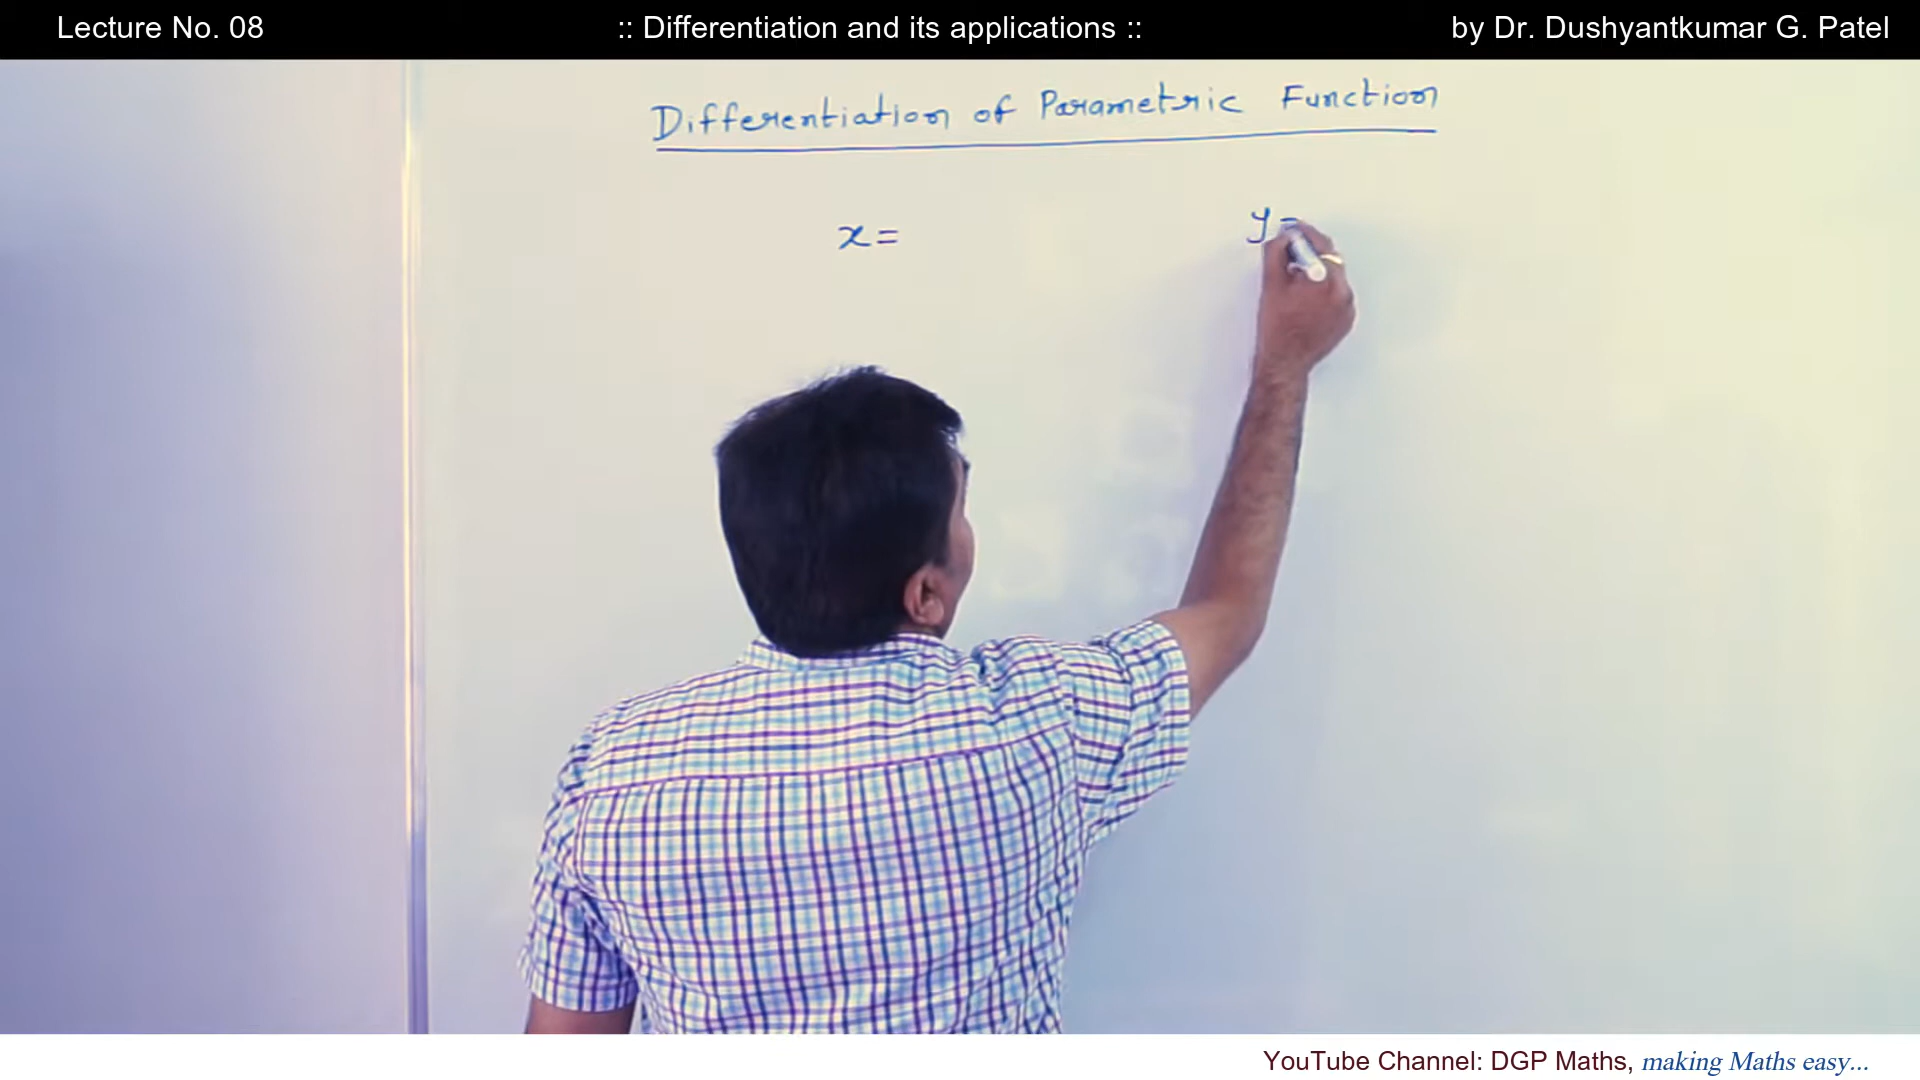 Lecture No. 08 :: Differentiation and its applications :: by Dr. Dushyantkumar G. Patel
Differentiation of Parametric Function
x= y=
YouTube Channel: DGP Maths, making Maths easy...